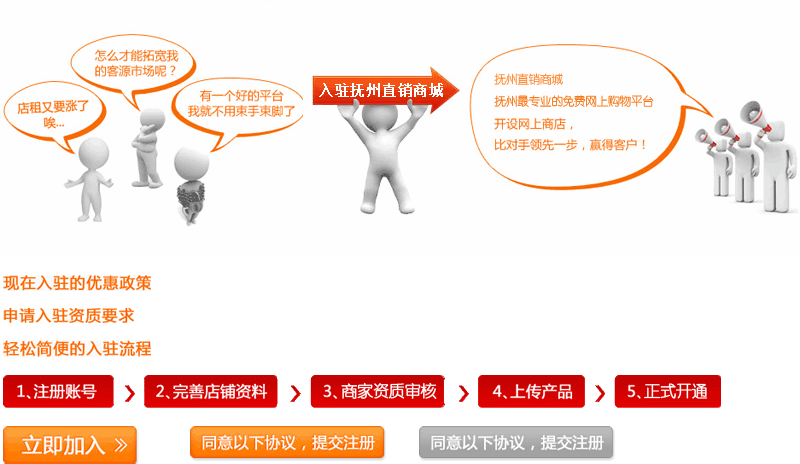 怎么才能拓宽我
的客源市场呢？
店租又要涨了
唉...
有一个好的平台
我就不用束手束脚了
入驻抚州直销商城
抚州直销商城
抚州最专业的免费网上购物平台
开设网上商店，
比对手领先一步，赢得客户！
现在入驻的优惠政策
申请入驻资质要求
轻松简便的入驻流程
1、注册账号
2、完善店铺资料
3、商家资质审核
4、上传产品
5、正式开通
立即加入 »
同意以下协议，提交注册
同意以下协议，提交注册